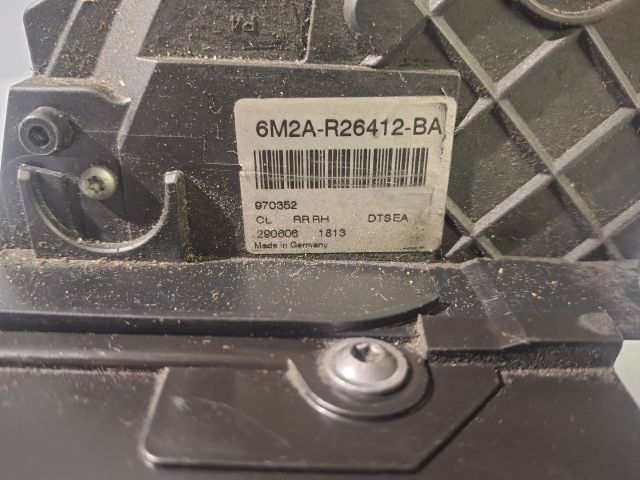 6M2A-R26412-BA
970352
CL RR RH DTSEA
290606 1813
Made in Germany